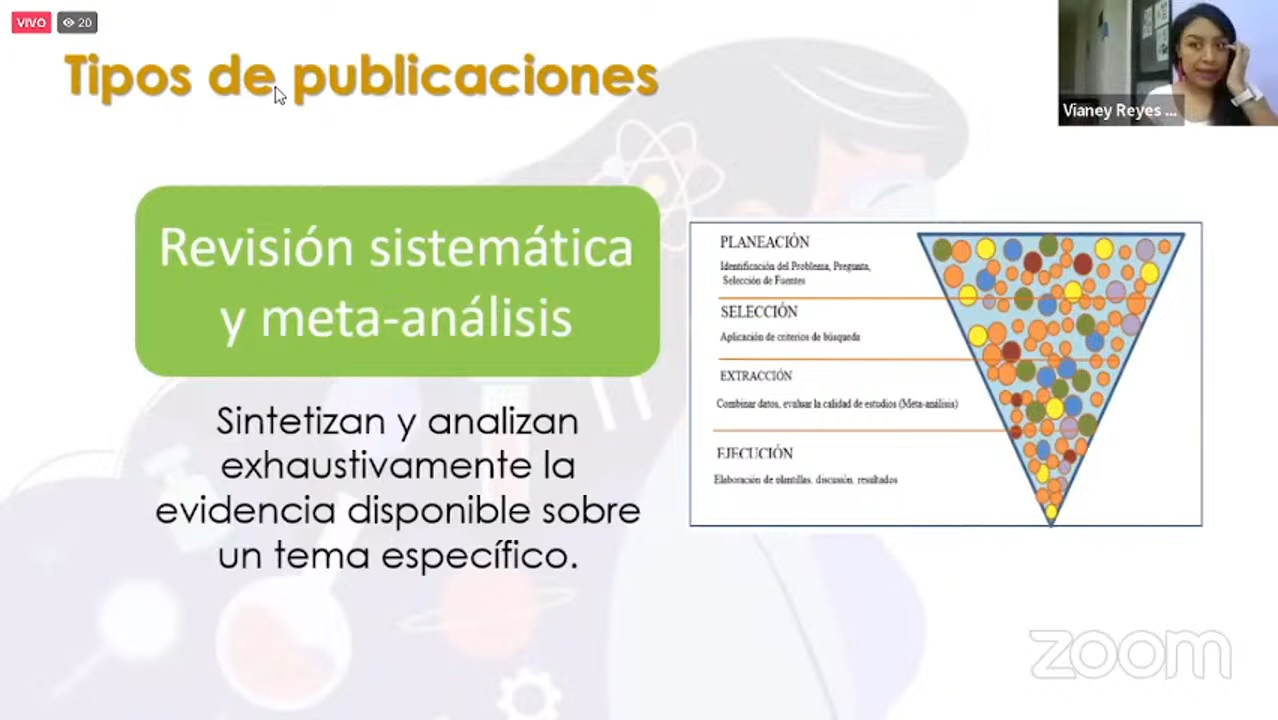 VIVO
20
Tipos de publicaciones
Vianey Reyes ...
Revisión sistemática
y meta-análisis
Sintetizan y analizan
exhaustivamente la
evidencia disponible sobre
un tema específico.
PLANEACIÓN
Identificación del Problema, Pregunta,
Selección de Fuentes
SELECCIÓN
Aplicación de criterios de búsqueda
EXTRACCIÓN
Combinar datos, evaluar la calidad de estudios (Meta-análisis)
EJECUCIÓN
Elaboración de plantillas, discusión, resultados
zoom